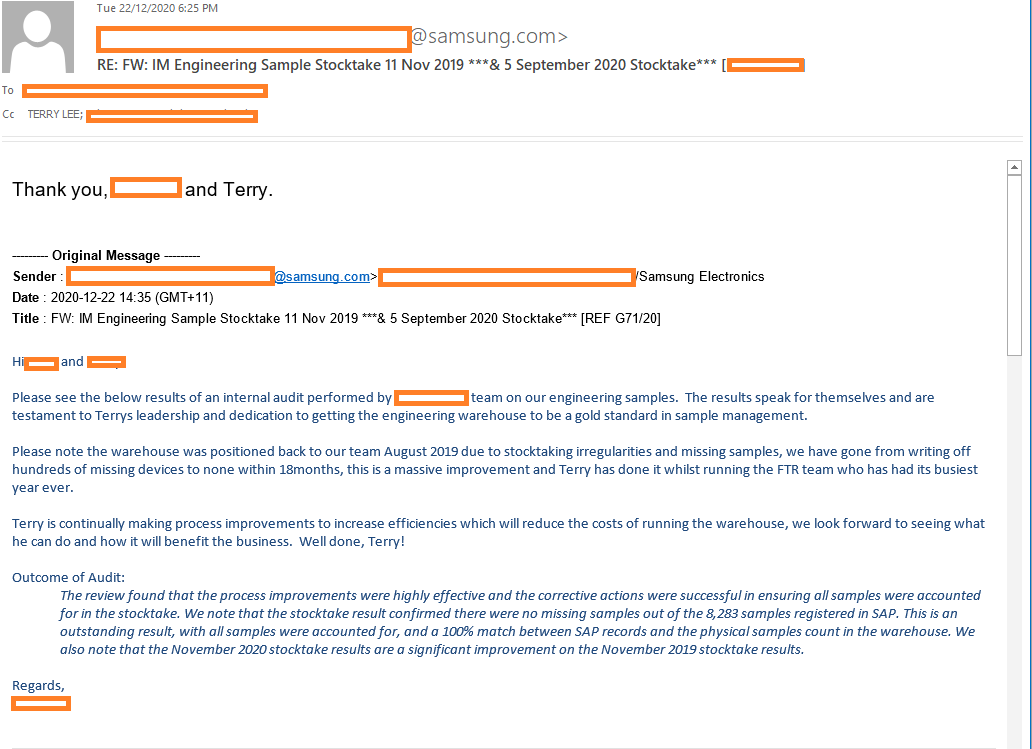 Tue 22/12/2020 6:25 PM
@samsung.com>
RE: FW: IM Engineering Sample Stocktake 11 Nov 2019 ***& 5 September 2020 Stocktake*** [
To
Cc TERRY LEE;
Thank you, and Terry.
--------- Original Message ---------
Sender : @samsung.com> /Samsung Electronics
Date : 2020-12-22 14:35 (GMT+11)
Title : FW: IM Engineering Sample Stocktake 11 Nov 2019 ***& 5 September 2020 Stocktake*** [REF G71/20]
Hi and
Please see the below results of an internal audit performed by team on our engineering samples. The results speak for themselves and are
testament to Terrys leadership and dedication to getting the engineering warehouse to be a gold standard in sample management.
Please note the warehouse was positioned back to our team August 2019 due to stocktaking irregularities and missing samples, we have gone from writing off
hundreds of missing devices to none within 18months, this is a massive improvement and Terry has done it whilst running the FTR team who has had its busiest
year ever.
Terry is continually making process improvements to increase efficiencies which will reduce the costs of running the warehouse, we look forward to seeing what
he can do and how it will benefit the business. Well done, Terry!
Outcome of Audit:
The review found that the process improvements were highly effective and the corrective actions were successful in ensuring all samples were accounted
for in the stocktake. We note that the stocktake result confirmed there were no missing samples out of the 8,283 samples registered in SAP. This is an
outstanding result, with all samples were accounted for, and a 100% match between SAP records and the physical samples count in the warehouse. We
also note that the November 2020 stocktake results are a significant improvement on the November 2019 stocktake results.
Regards,